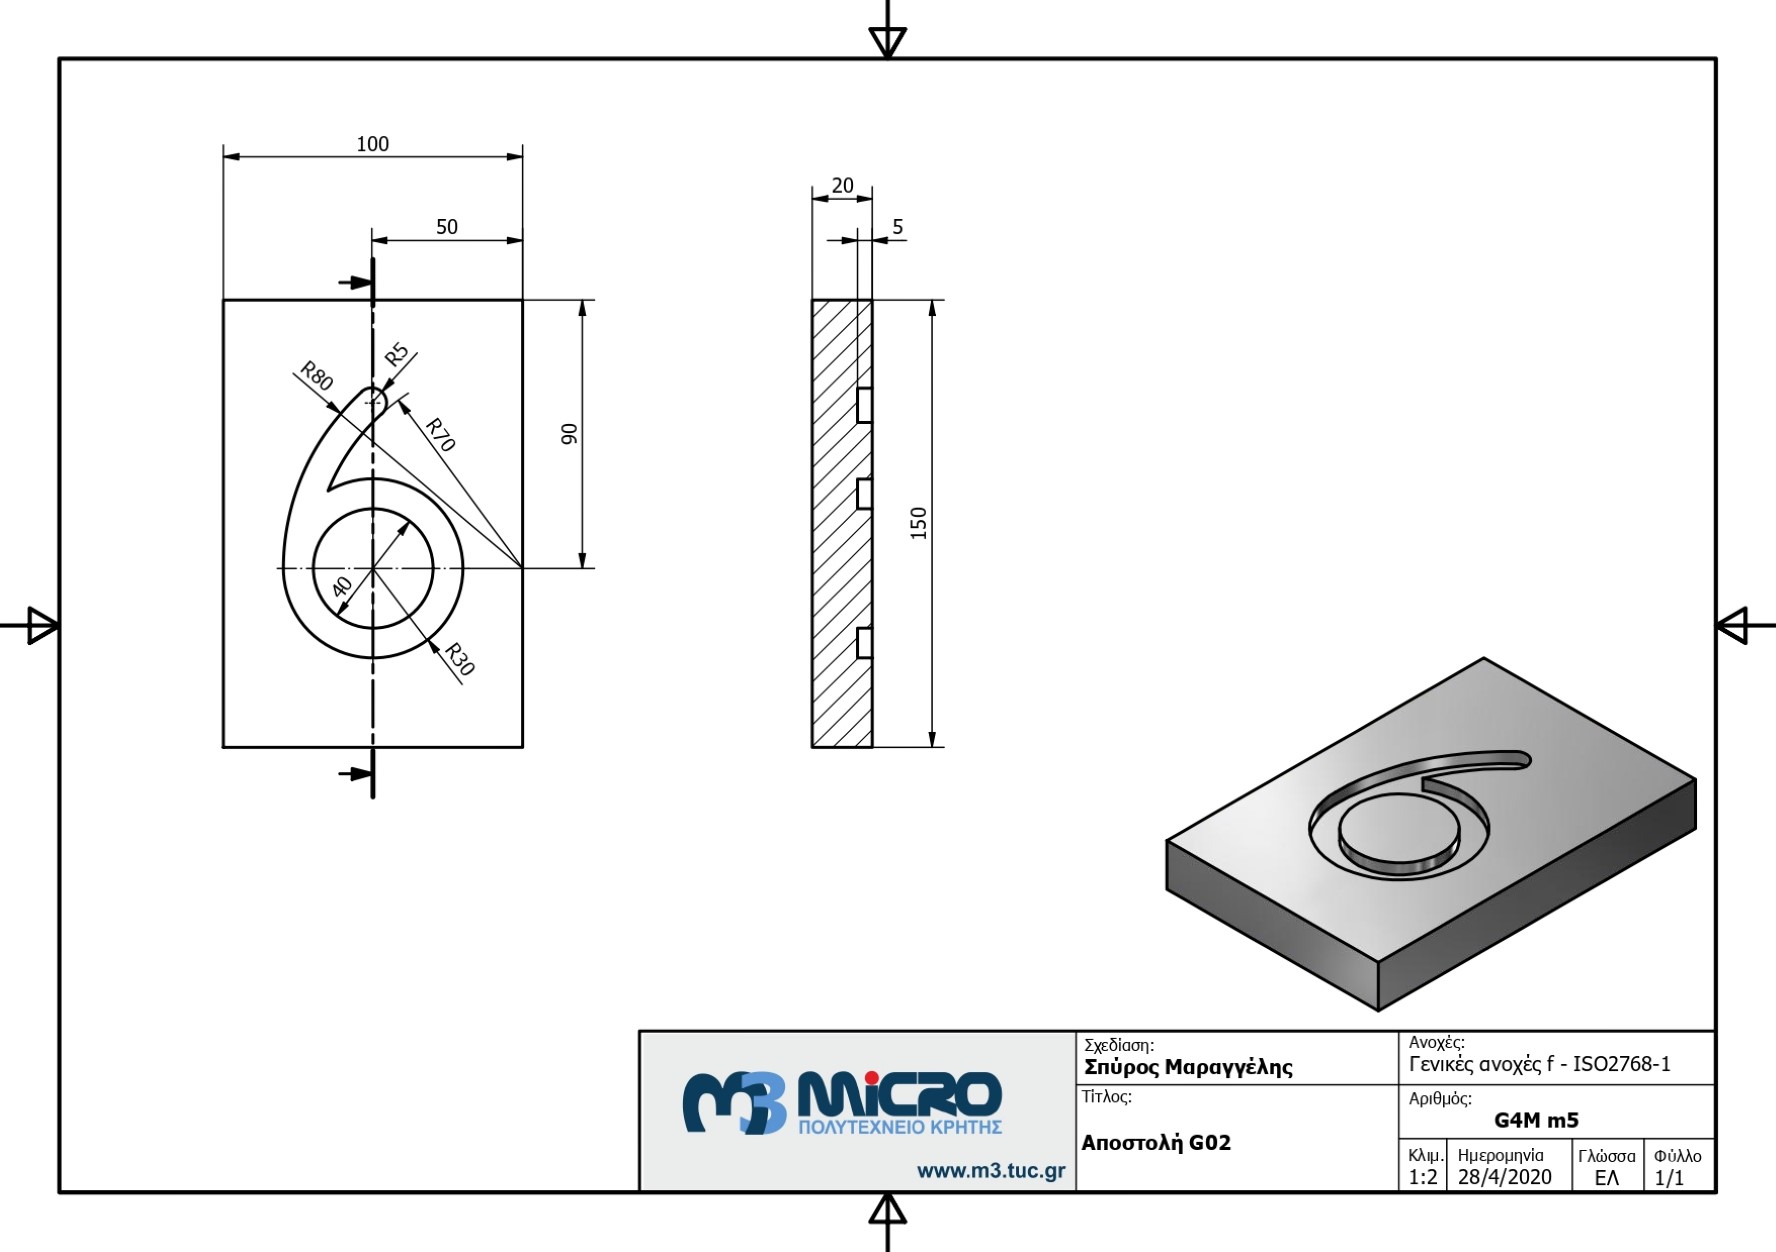 100
50
20
5
R5
R80
R70
90
150
40
R30
m3 MiCRO
ΠΟΛΥΤΕΧΝΕΙΟ ΚΡΗΤΗΣ
www.m3.tuc.gr
Σχεδίαση:
Σπύρος Μαραγγέλης
Τίτλος:
Αποστολή G02
Ανοχές:
Γενικές ανοχές f - ISO2768-1
Αριθμός:
G4M m5
Κλιμ. Ημερομηνία Γλώσσα Φύλλο
1:2 28/4/2020 ΕΛ 1/1